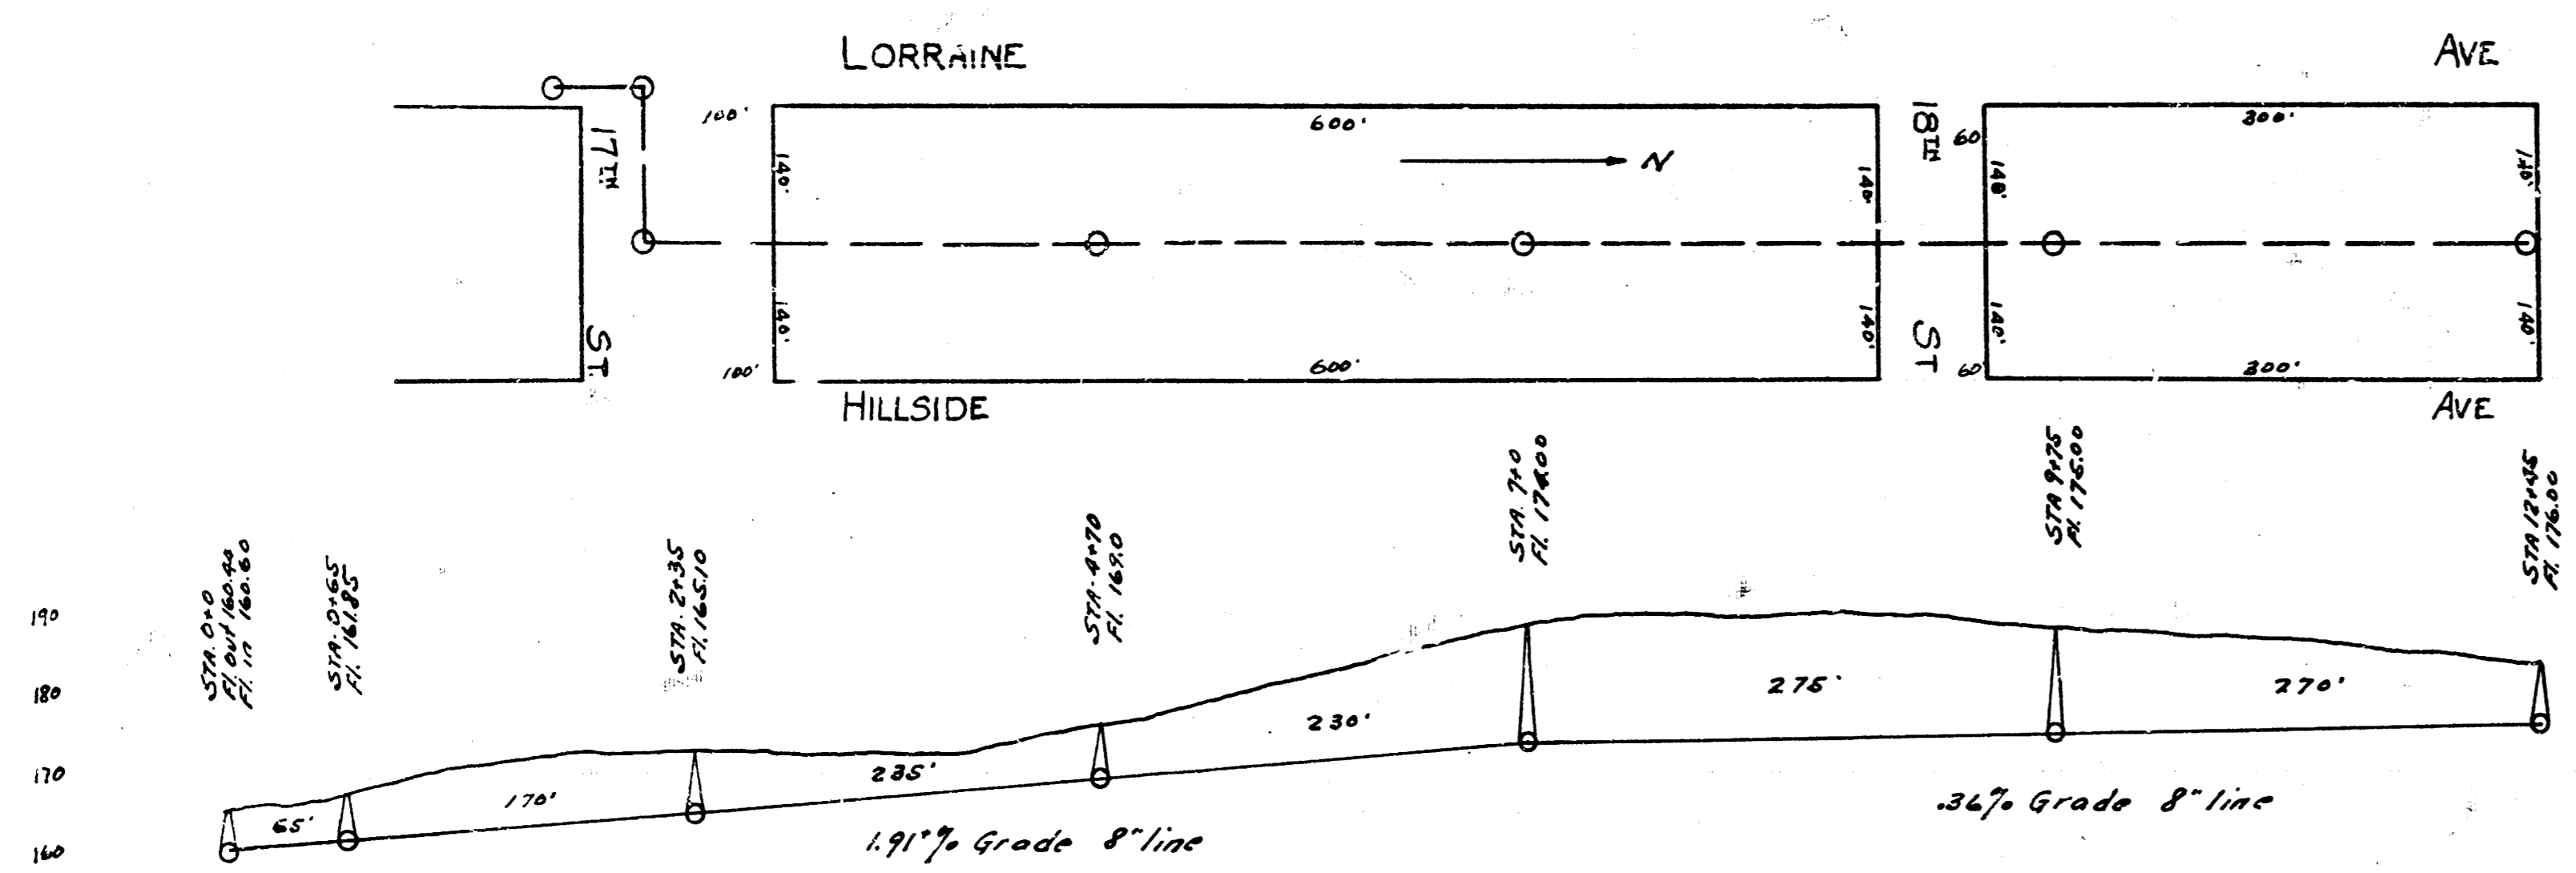 LORRAINE AVE
100'
600'
18TH ST
60
300'
17TH ST
140'
N
140'
140'
140'
140'
140'
140'
140'
100'
600'
60'
300'
HILLSIDE AVE
STA. 0+0
Fl. Out 160.40
Fl. in 160.60
STA. 0+65
Fl. 161.85
STA. 2+35
Fl. 165.10
STA. 4+70
Fl. 169.0
STA. 7+0
Fl. 174.00
STA 9+75
Fl. 175.00
STA 12+45
Fl. 176.00
190
180
170
160
65'
170'
235'
230'
275'
270'
1.91+% Grade 8" line
.36% Grade 8" line